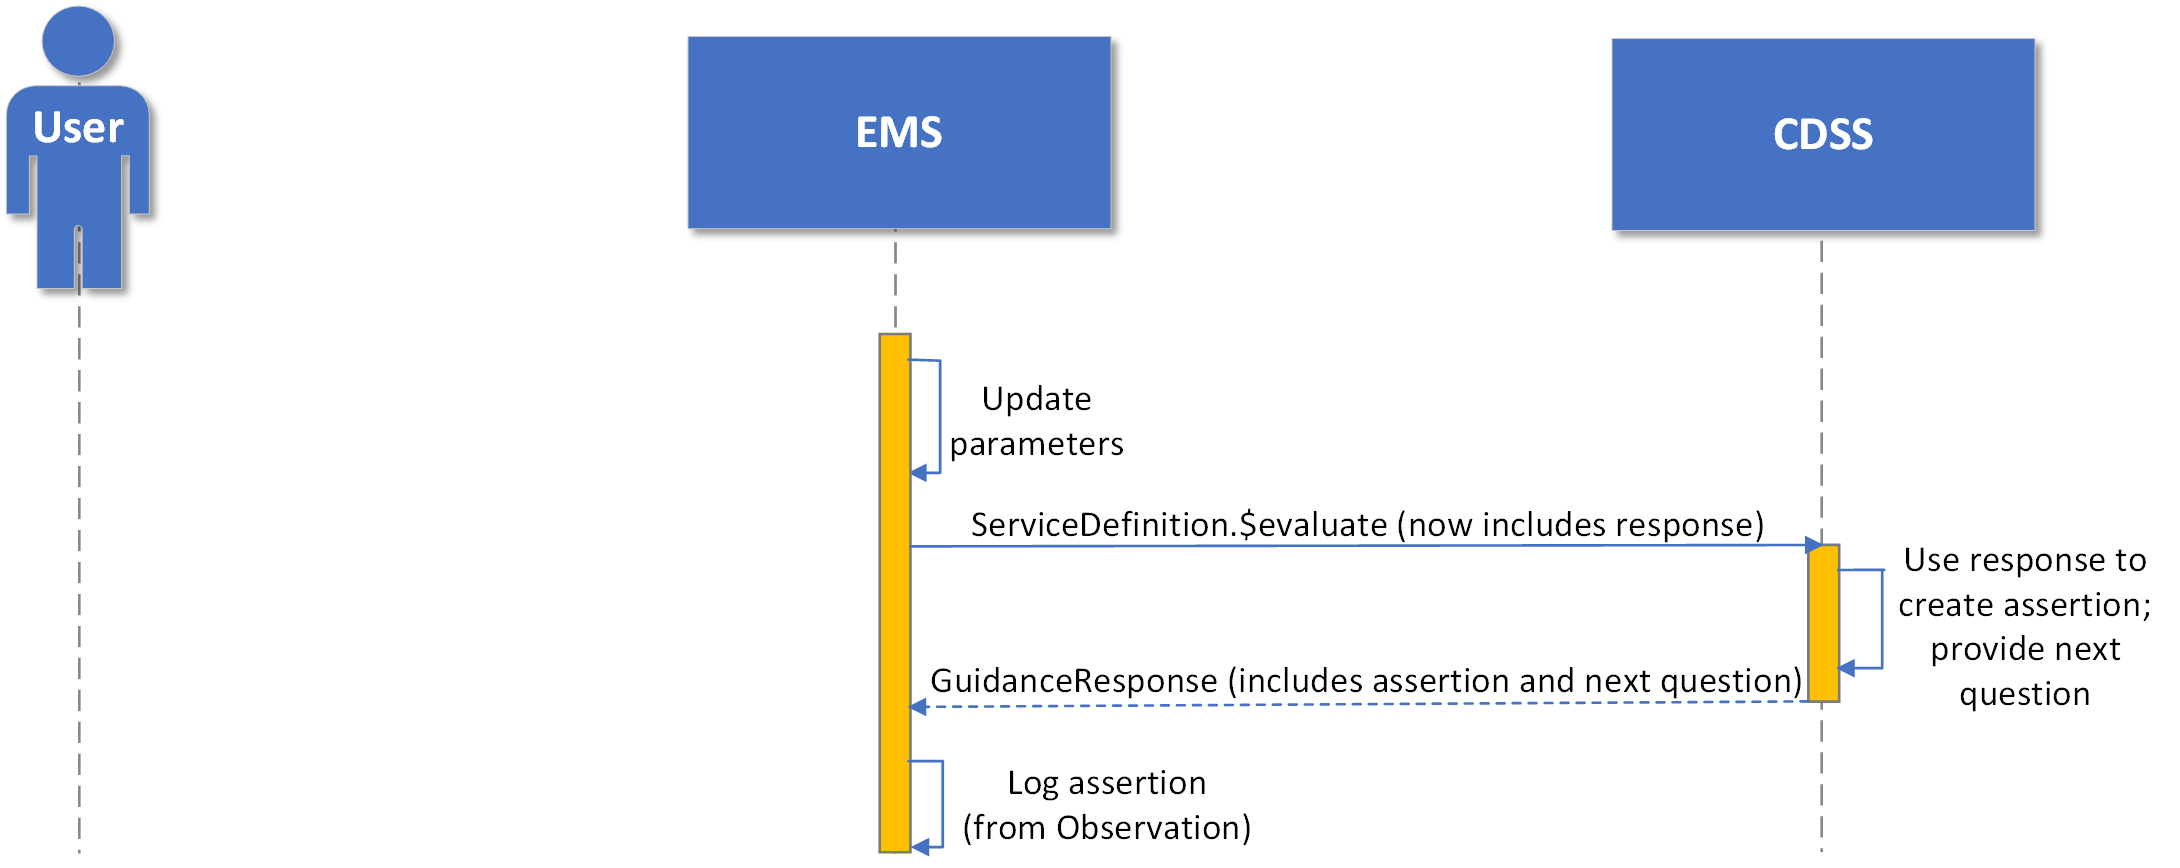 User
EMS
CDSS
Update
parameters
ServiceDefinition.$evaluate (now includes response)
Use response to
create assertion;
provide next
question
GuidanceResponse (includes assertion and next question)
Log assertion
(from Observation)